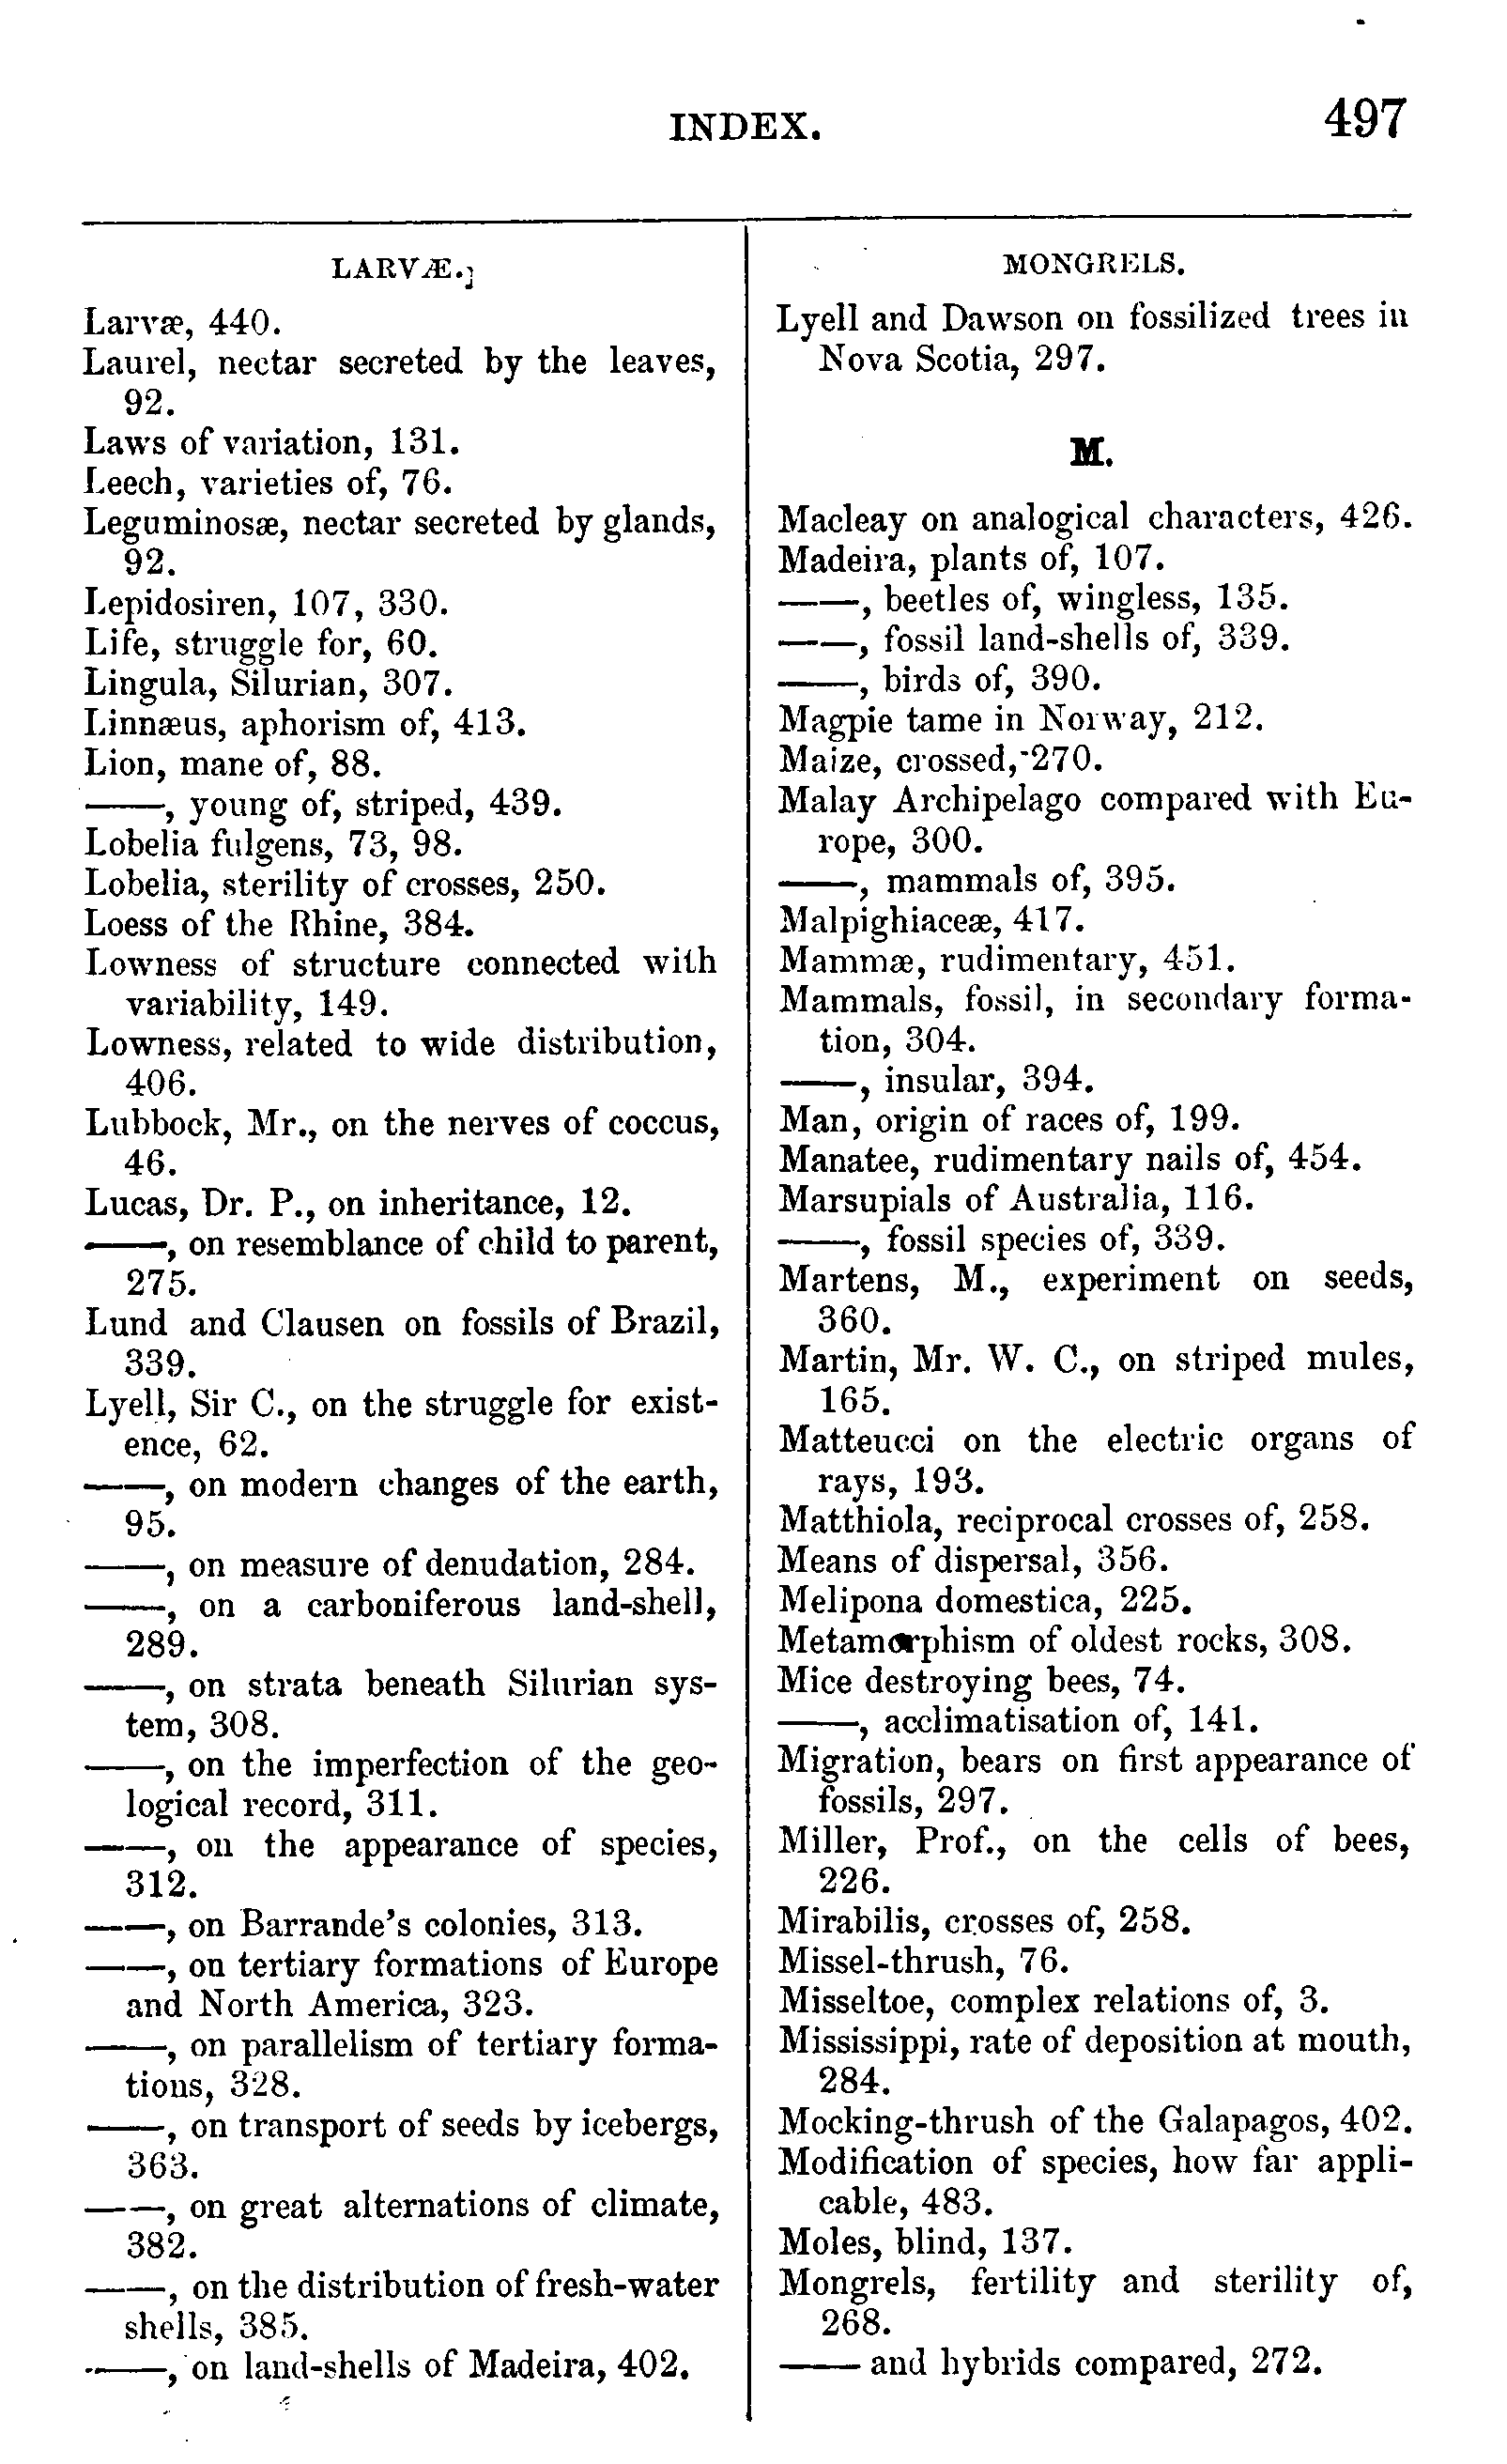 INDEX.
497
LARVÆ.
Larvæ, 440.
Laurel, nectar secreted by the leaves,
92.
Laws of variation, 131.
Leech, varieties of, 76.
Leguminosæ, nectar secreted by glands,
92.
Lepidosiren, 107, 330.
Life, struggle for, 60.
Lingula, Silurian, 307.
Linnæus, aphorism of, 413.
Lion, mane of, 88.
——, young of, striped, 439.
Lobelia fulgens, 73, 98.
Lobelia, sterility of crosses, 250.
Loess of the Rhine, 384.
Lowness of structure connected with
variability, 149.
Lowness, related to wide distribution,
406.
Lubbock, Mr., on the nerves of coccus,
46.
Lucas, Dr. P., on inheritance, 12.
——, on resemblance of child to parent,
275.
Lund and Clausen on fossils of Brazil,
339.
Lyell, Sir C., on the struggle for exist-
ence, 62.
——, on modern changes of the earth,
95.
——, on measure of denudation, 284.
——, on a carboniferous land-shell,
289.
——, on strata beneath Silurian sys-
tem, 308.
——, on the imperfection of the geo-
logical record, 311.
——, on the appearance of species,
312.
——, on Barrande's colonies, 313.
——, on tertiary formations of Europe
and North America, 323.
——, on parallelism of tertiary forma-
tions, 328.
——, on transport of seeds by icebergs,
363.
——, on great alternations of climate,
382.
——, on the distribution of fresh-water
shells, 385.
——, on land-shells of Madeira, 402.
MONGRELS.
Lyell and Dawson on fossilized trees in
Nova Scotia, 297.
M.
Macleay on analogical characters, 426.
Madeira, plants of, 107.
——, beetles of, wingless, 135.
——, fossil land-shells of, 339.
——, birds of, 390.
Magpie tame in Norway, 212.
Maize, crossed, 270.
Malay Archipelago compared with Eu-
rope, 300.
——, mammals of, 395.
Malpighiaceæ, 417.
Mammæ, rudimentary, 451.
Mammals, fossil, in secondary forma-
tion, 304.
——, insular, 394.
Man, origin of races of, 199.
Manatee, rudimentary nails of, 454.
Marsupials of Australia, 116.
——, fossil species of, 339.
Martens, M., experiment on seeds,
360.
Martin, Mr. W. C., on striped mules,
165.
Matteucci on the electric organs of
rays, 193.
Matthiola, reciprocal crosses of, 258.
Means of dispersal, 356.
Melipona domestica, 225.
Metamorphism of oldest rocks, 308.
Mice destroying bees, 74.
——, acclimatisation of, 141.
Migration, bears on first appearance of
fossils, 297.
Miller, Prof., on the cells of bees,
226.
Mirabilis, crosses of, 258.
Missel-thrush, 76.
Misseltoe, complex relations of, 3.
Mississippi, rate of deposition at mouth,
284.
Mocking-thrush of the Galapagos, 402.
Modification of species, how far appli-
cable, 483.
Moles, blind, 137.
Mongrels, fertility and sterility of,
268.
—— and hybrids compared, 272.